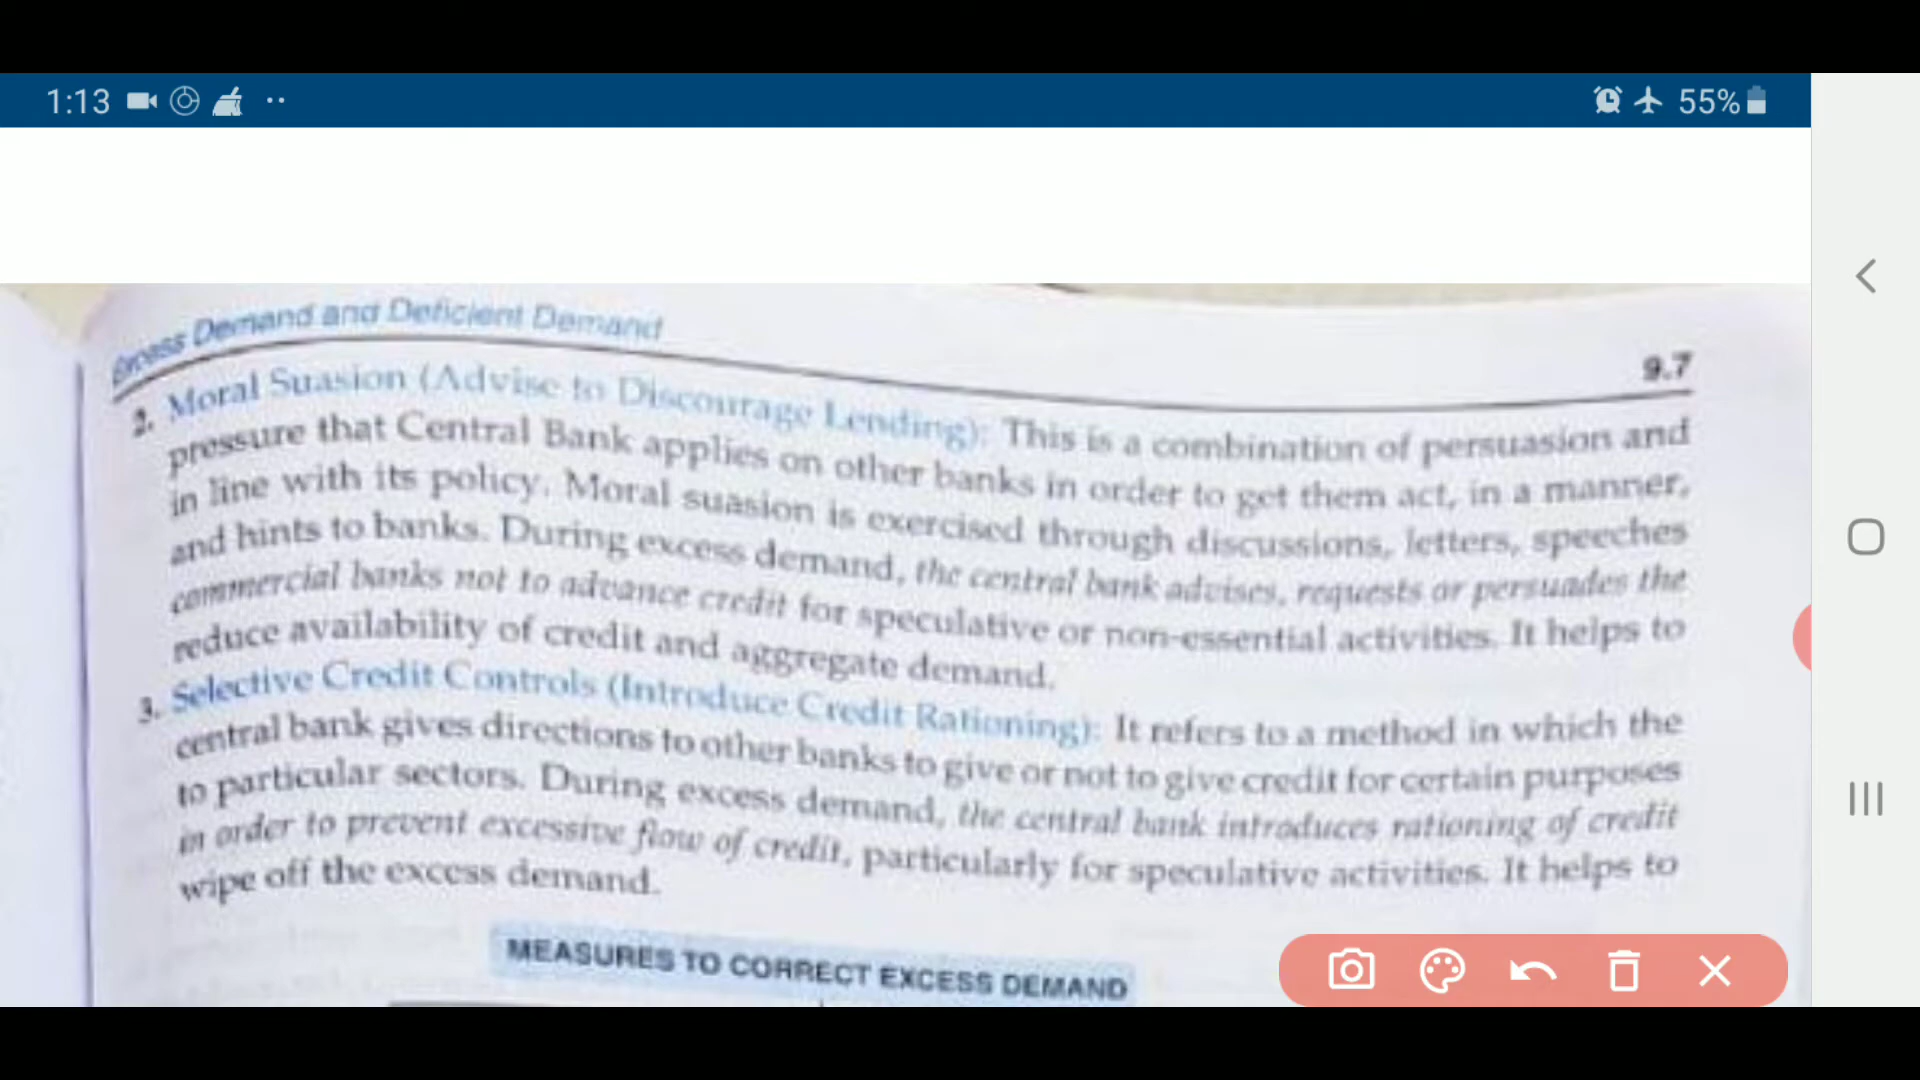 1:13
55%
Excess Demand and Deficient Demand
9.7
2. Moral Suasion (Advise to Discourage Lending): This is a combination of persuasion and
pressure that Central Bank applies on other banks in order to get them act, in a manner,
in line with its policy. Moral suasion is exercised through discussions, letters, speeches
and hints to banks. During excess demand, the central bank advises, requests or persuades the
commercial banks not to advance credit for speculative or non-essential activities. It helps to
reduce availability of credit and aggregate demand.
3. Selective Credit Controls (Introduce Credit Rationing): It refers to a method in which the
central bank gives directions to other banks to give or not to give credit for certain purposes
to particular sectors. During excess demand, the central bank introduces rationing of credit
in order to prevent excessive flow of credit, particularly for speculative activities. It helps to
wipe off the excess demand.
MEASURES TO CORRECT EXCESS DEMAND